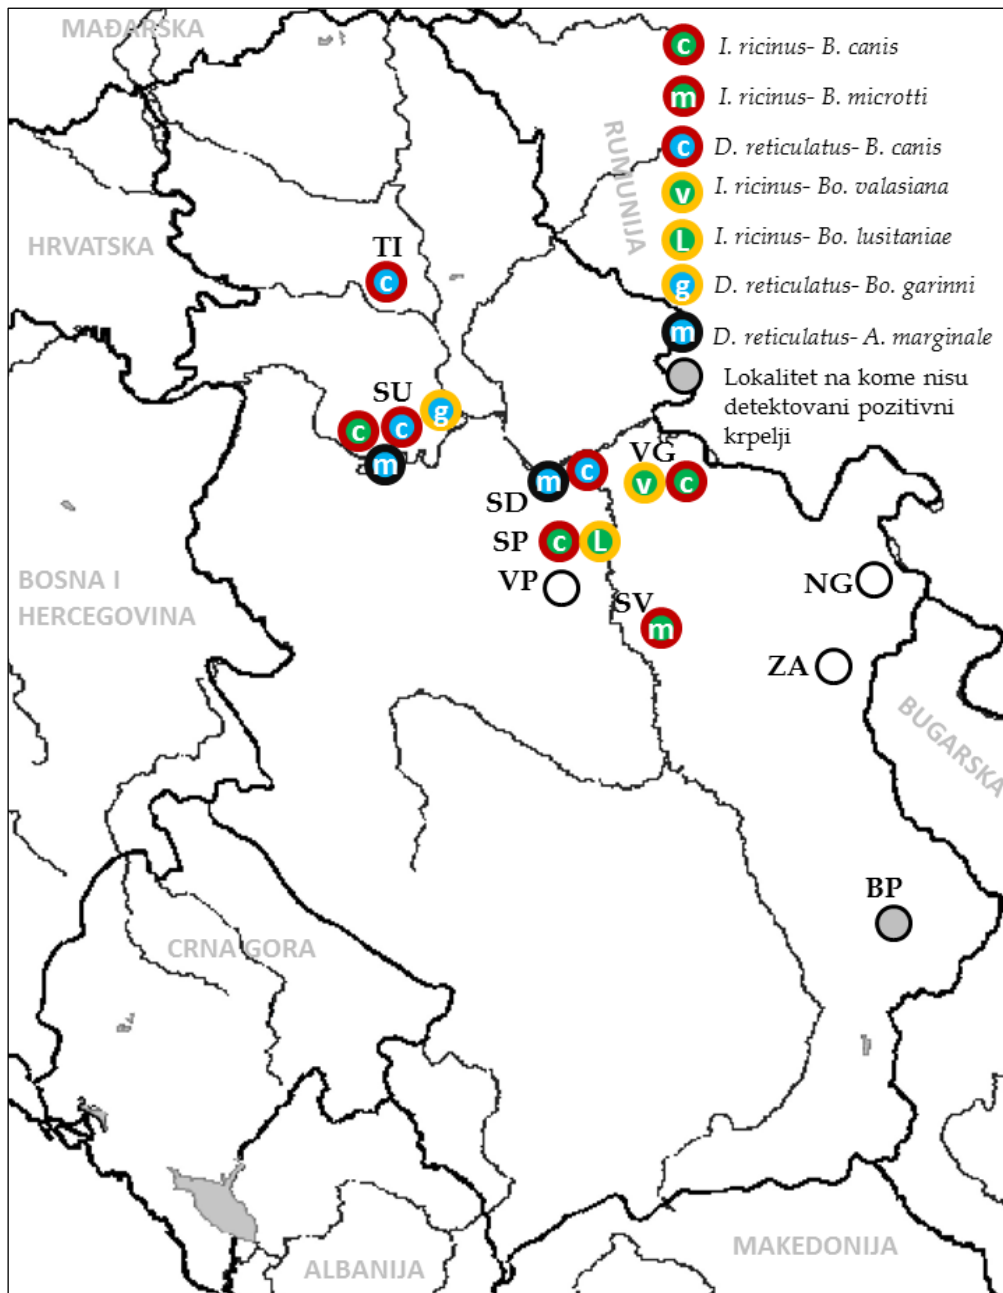 MAĐARSKA
c I. ricinus- B. canis
m I. ricinus- B. microtti
RUMUNIJA
c D. reticulatus- B. canis
v I. ricinus- Bo. valasiana
HRVATSKA
TI
L I. ricinus- Bo. lusitaniae
c
g D. reticulatus- Bo. garinni
m D. reticulatus- A. marginale
Lokalitet na kome nisu
detektovani pozitivni
krpelji
SU
c c g
m
VG
SD m c v c
SP c L
BOSNA I
HERCEGOVINA
VP
NG
SV
m
ZA
BUGARSKA
BP
CRNA GORA
MAKEDONIJA
ALBANIJA